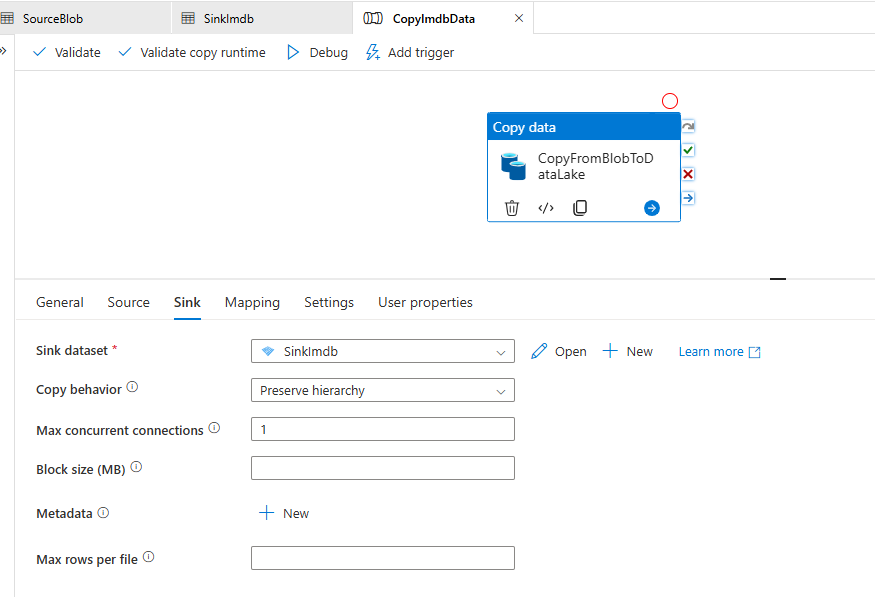 SourceBlob
SinkImdb
CopyImdbData
Validate
Validate copy runtime
Debug
Add trigger
Copy data
CopyFromBlobToD
ataLake
General
Source
Sink
Mapping
Settings
User properties
Sink dataset *
SinkImdb
Open
New
Learn more
Copy behavior
Preserve hierarchy
Max concurrent connections
1
Block size (MB)
Metadata
New
Max rows per file